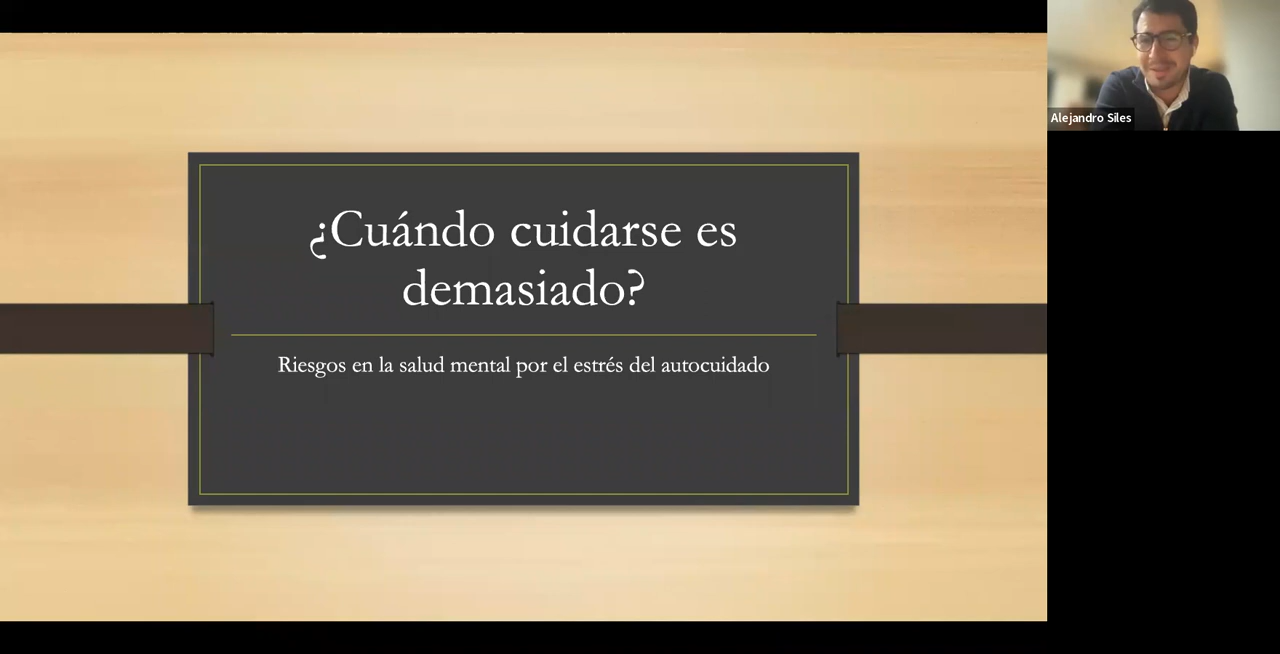 ¿Cuándo cuidarse es
demasiado?
Riesgos en la salud mental por el estrés del autocuidado
Alejandro Siles